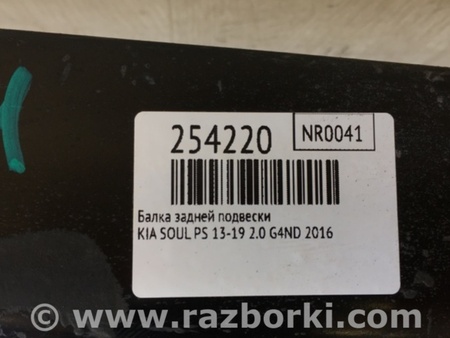 254220
NR0041
Балка задней подвески
KIA SOUL PS 13-19 2.0 G4ND 2016
© www.razborki.com